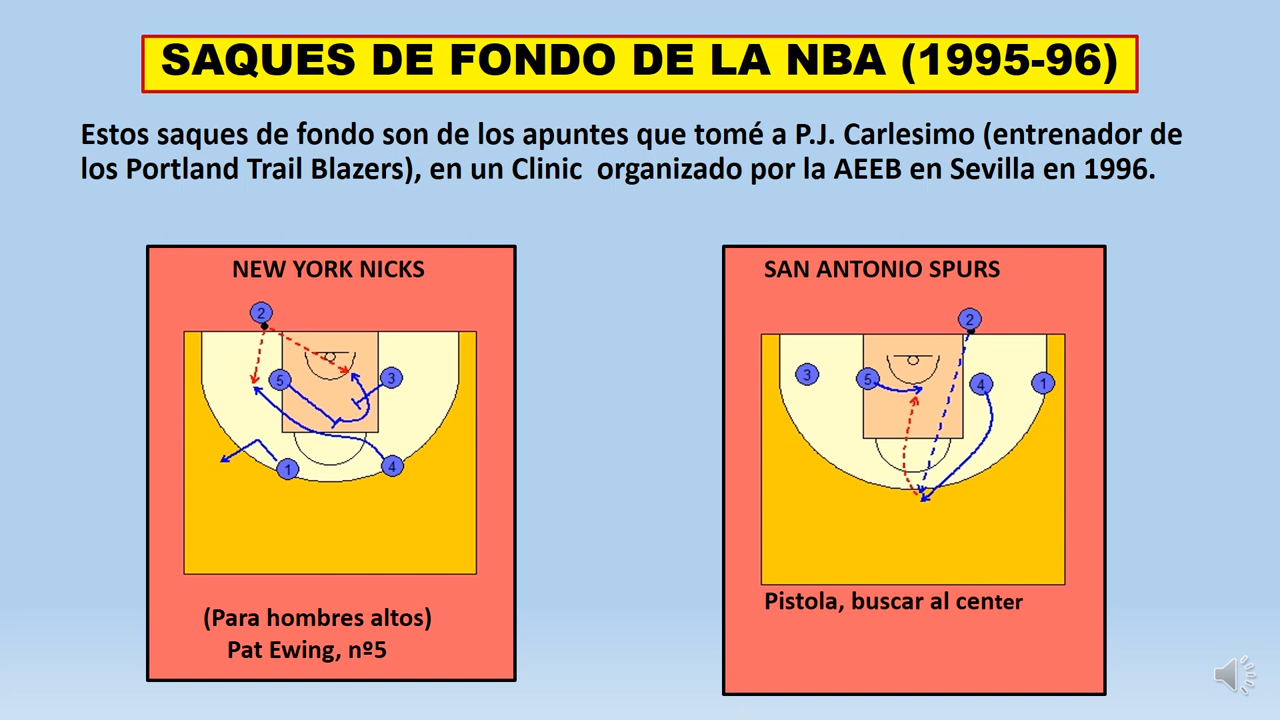 SAQUES DE FONDO DE LA NBA (1995-96)
Estos saques de fondo son de los apuntes que tomé a P.J. Carlesimo (entrenador de
los Portland Trail Blazers), en un Clinic organizado por la AEEB en Sevilla en 1996.
NEW YORK NICKS
2
5
3
1
4
(Para hombres altos)
Pat Ewing, nº5
SAN ANTONIO SPURS
2
3
5
4
1
Pistola, buscar al center